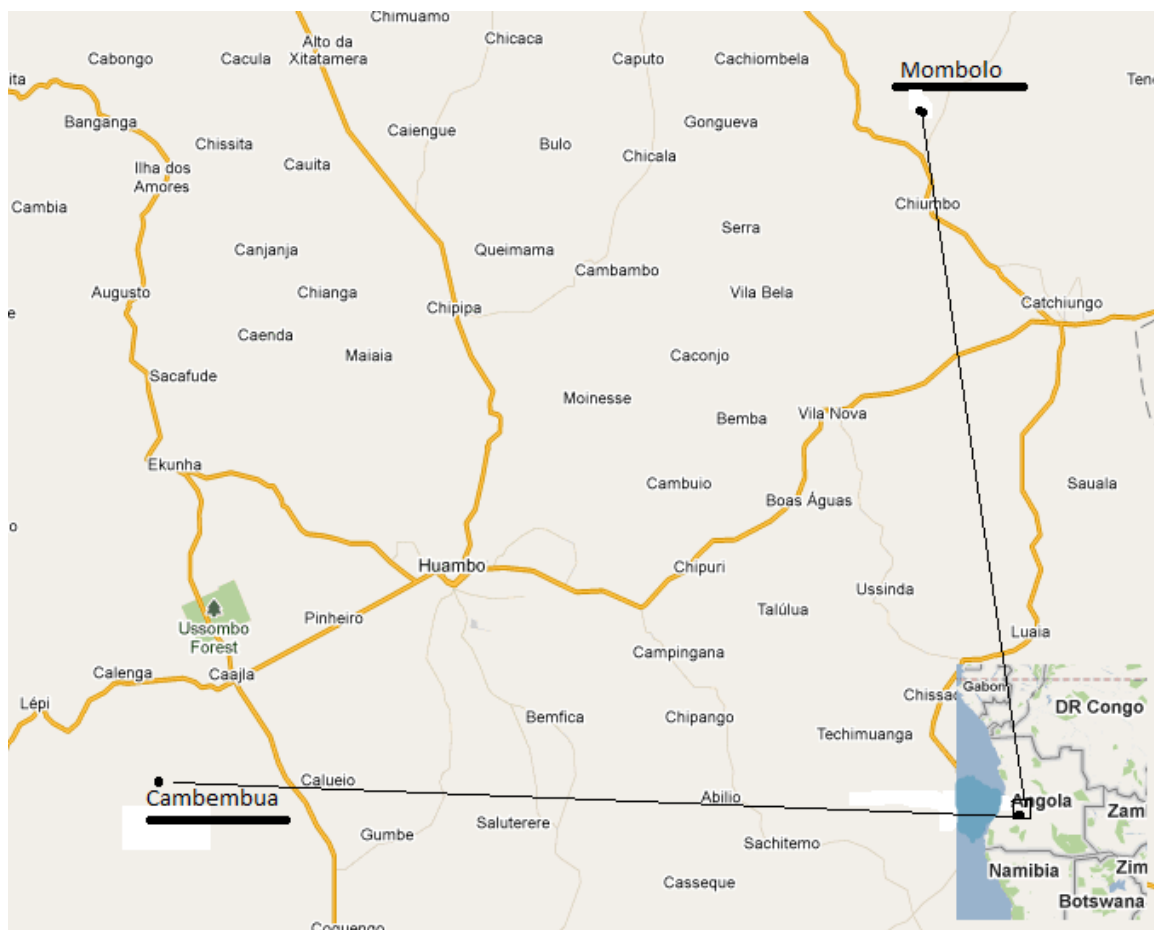 Chimuamo
Chicaca
Alto da
Xitatamera
Cabongo
Cacula
Caputo
Cachiombela
Mombolo
ita
Ten
Banganga
Chissita
Caiengue
Bulo
Gongueva
Chicala
Ilha dos
Amores
Cauita
Cambia
Chiumbo
Serra
Canjanja
Queimama
Cambambo
Augusto
Chianga
Chipipa
Vila Bela
Catchiungo
e
Caenda
Maiaia
Caconjo
Sacafude
Moinesse
Bemba
Vila Nova
Ekunha
Cambuio
Boas Águas
Sauala
o
Huambo
Chipuri
Ussinda
Pinheiro
Talúlua
Ussombo
Forest
Luaia
Calenga
Caajla
Campingana
Lépi
Chissac
Gabon
DR Congo
Bemfica
Chipango
Techimuanga
Calueio
Cambembua
Abilio
Angola
Zam
Gumbe
Saluterere
Sachitemo
Namibia
Zim
Casseque
Botswana
Coquengo